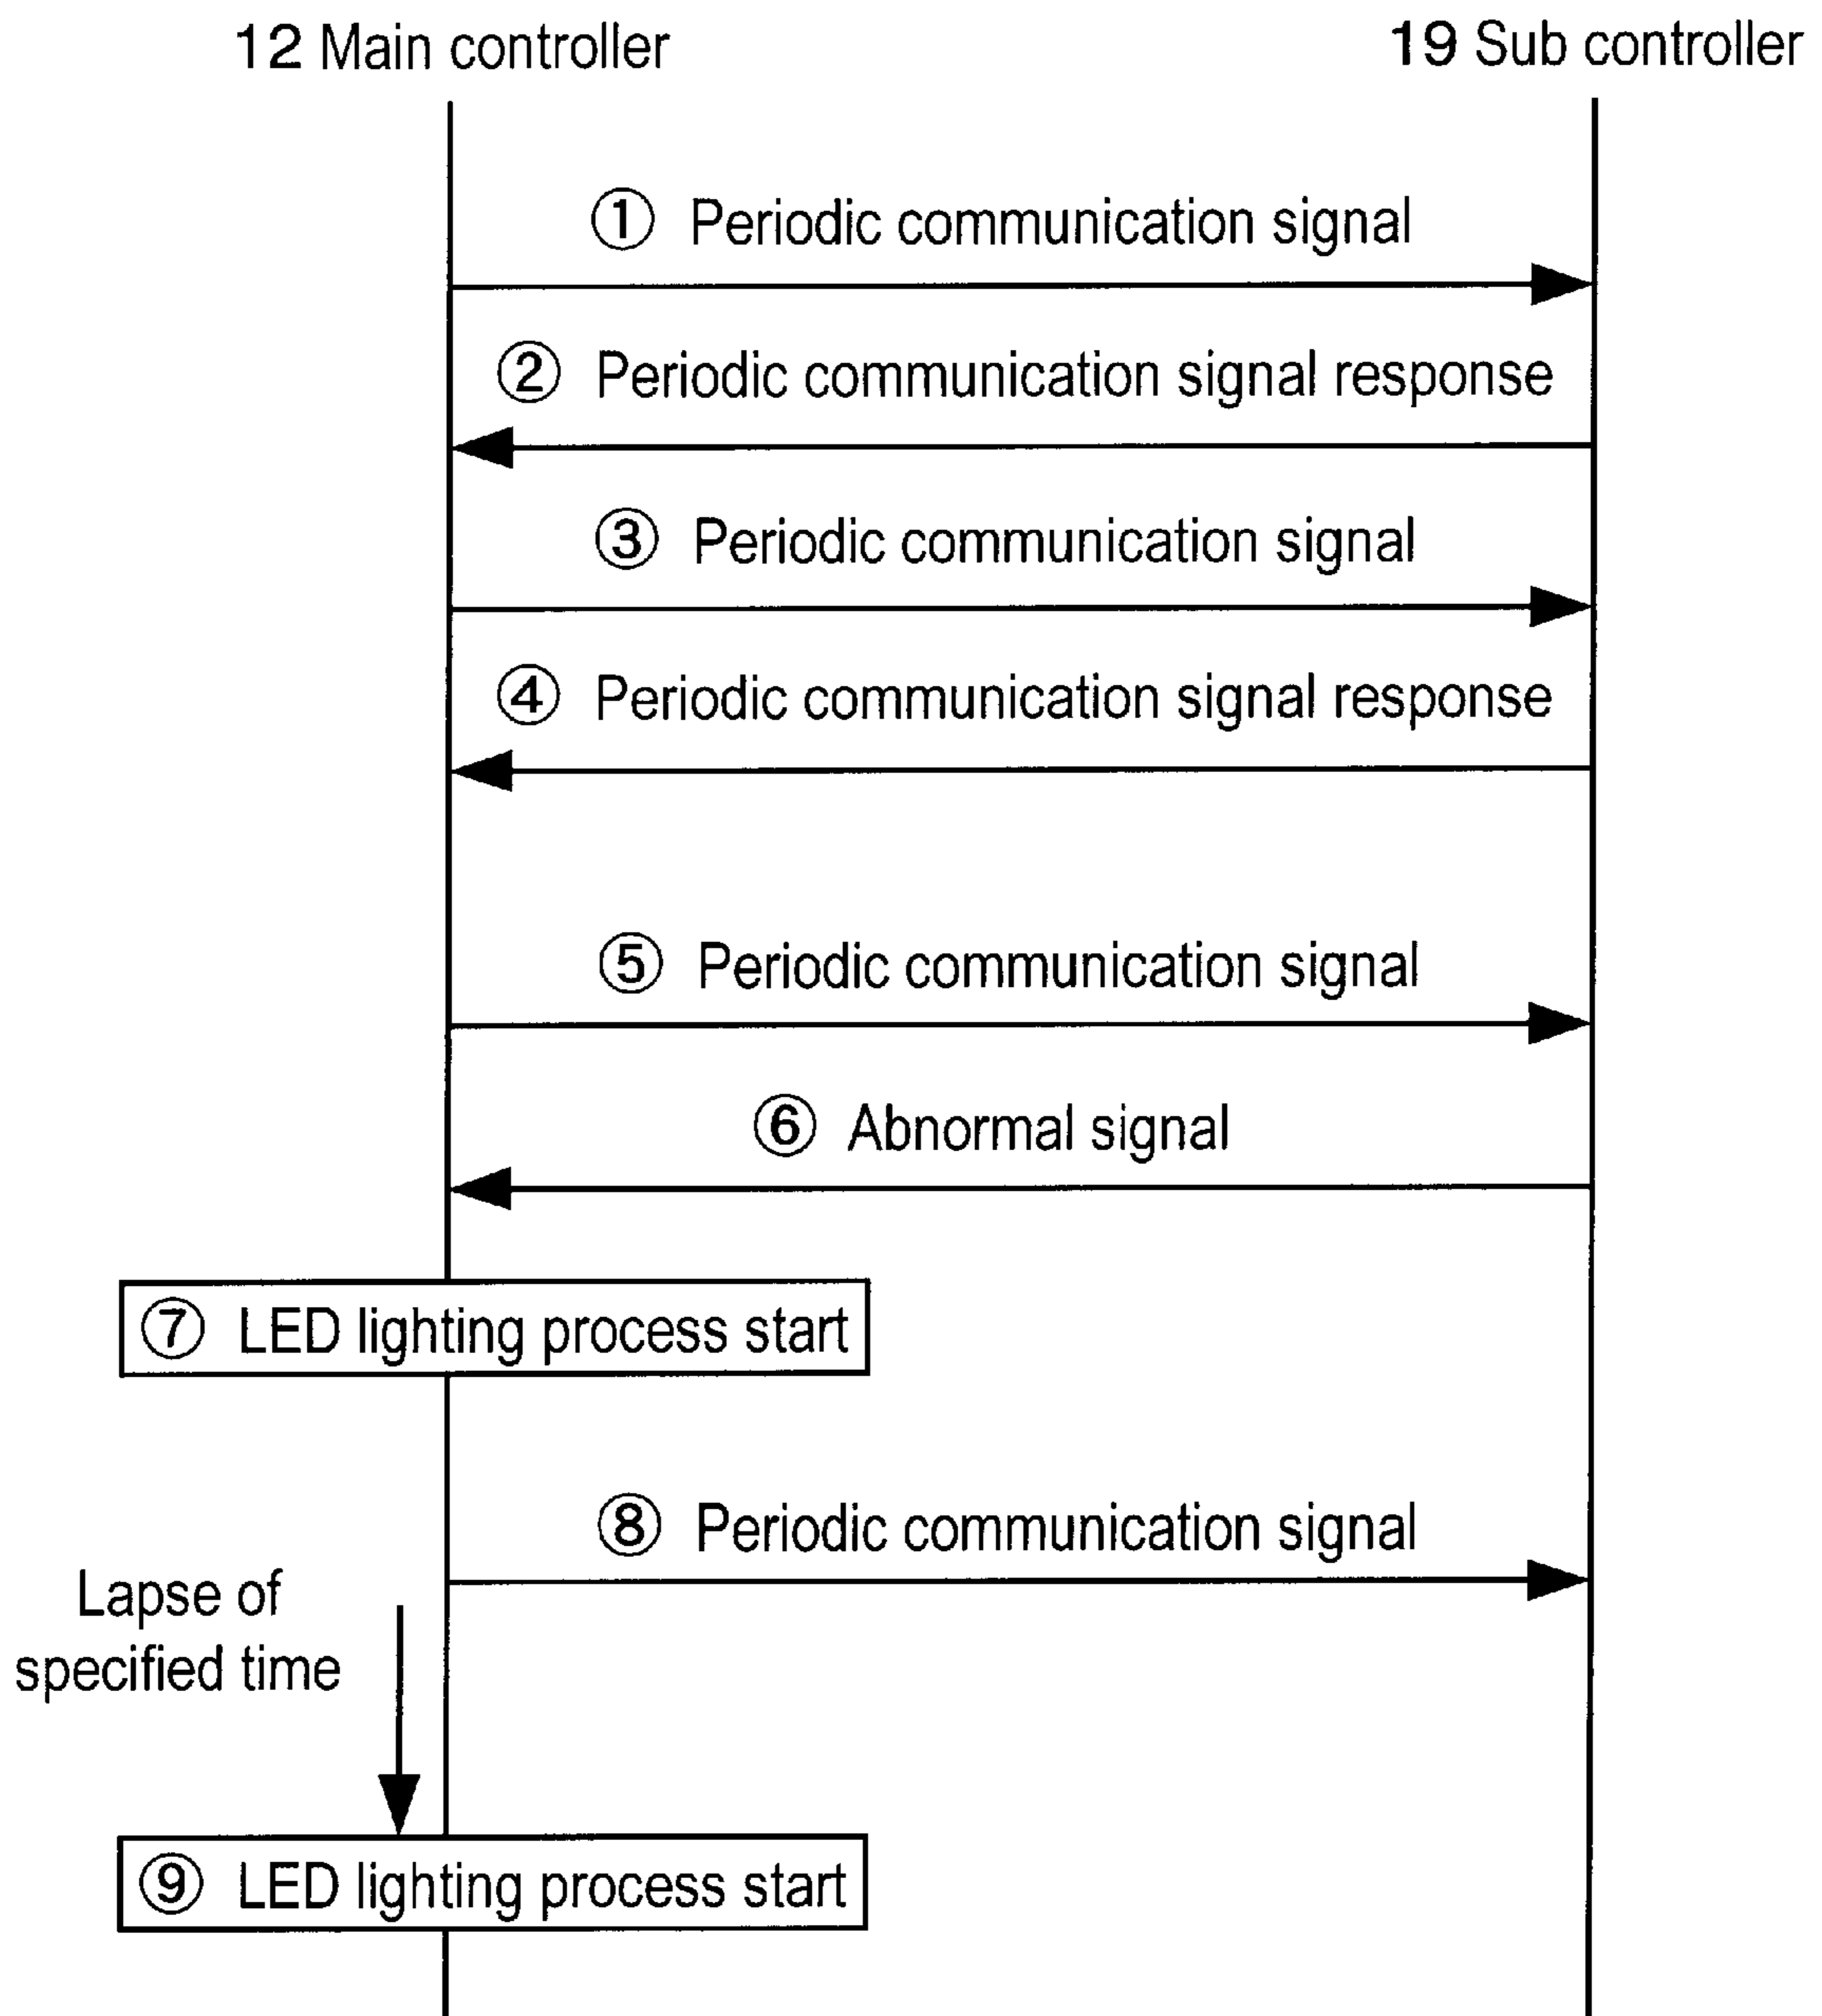 12 Main controller
19 Sub controller
① Periodic communication signal
② Periodic communication signal response
③ Periodic communication signal
④ Periodic communication signal response
⑤ Periodic communication signal
⑥ Abnormal signal
⑦ LED lighting process start
⑧ Periodic communication signal
Lapse of
specified time
⑨ LED lighting process start